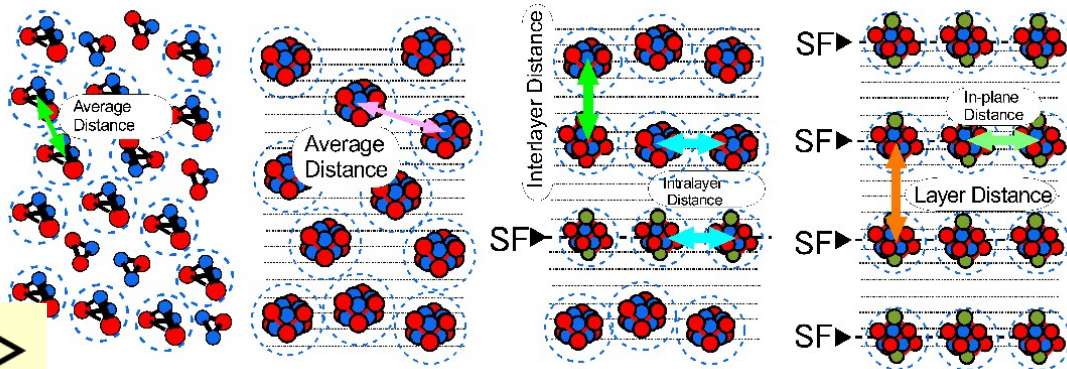 Average
Distance
Average
Distance
Interlayer Distance
Intralayer
Distance
SF
SF
In-plane
Distance
SF
Layer Distance
SF
SF